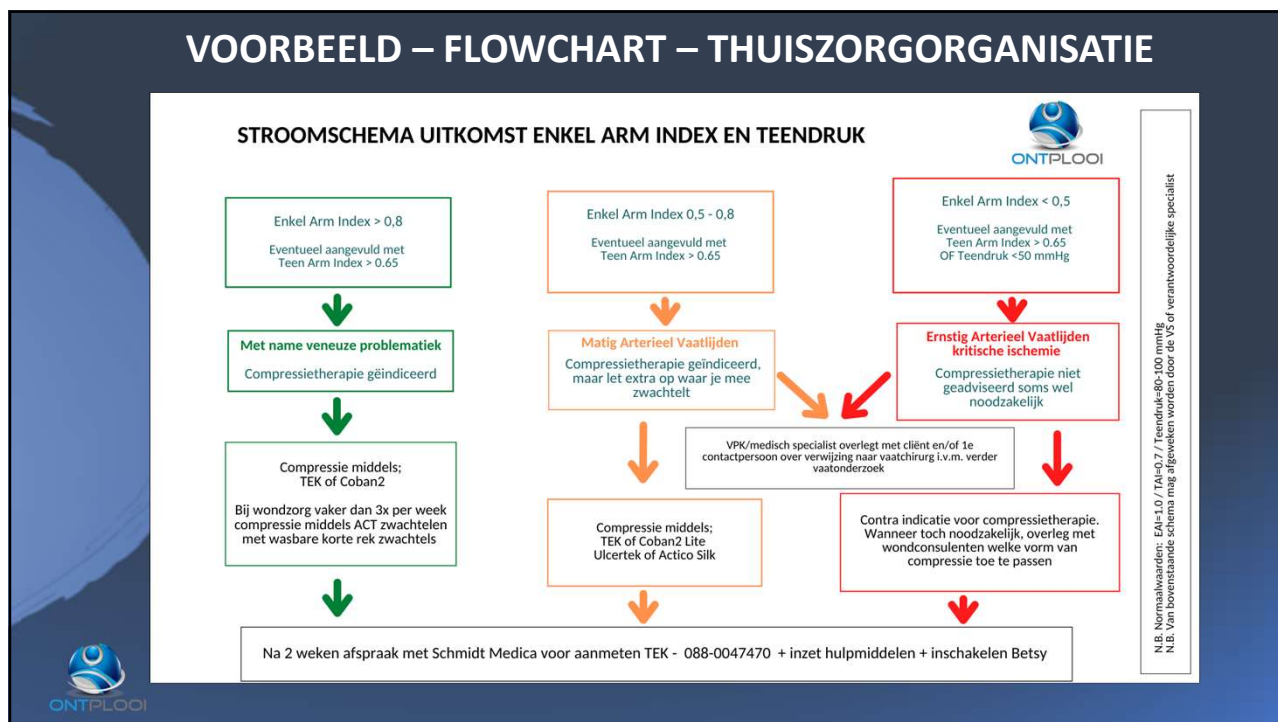 VOORBEELD – FLOWCHART – THUISZORGORGANISATIE
STROOMSCHEMA UITKOMST ENKEL ARM INDEX EN TEENDRUK
ONTPLOOI
Enkel Arm Index > 0,8
Eventueel aangevuld met
Teen Arm Index > 0.65
Enkel Arm Index 0,5 - 0,8
Eventueel aangevuld met
Teen Arm Index > 0.65
Enkel Arm Index < 0,5
Eventueel aangevuld met
Teen Arm Index > 0.65
OF Teendruk <50 mmHg
Met name veneuze problematiek
Compressietherapie gëindiceerd
Matig Arterieel Vaatlijden
Compressietherapie geïndiceerd,
maar let extra op waar je mee
zwachtelt
Ernstig Arterieel Vaatlijden
kritische ischemie
Compressietherapie niet
geadviseerd soms wel
noodzakelijk
VPK/medisch specialist overlegt met cliënt en/of 1e
contactpersoon over verwijzing naar vaatchirurg i.v.m. verder
vaatonderzoek
Compressie middels;
TEK of Coban2
Bij wondzorg vaker dan 3x per week
compressie middels ACT zwachtelen
met wasbare korte rek zwachtels
Compressie middels;
TEK of Coban2 Lite
Ulcertek of Actico Silk
Contra indicatie voor compressietherapie.
Wanneer toch noodzakelijk, overleg met
wondconsulenten welke vorm van
compressie toe te passen
Na 2 weken afspraak met Schmidt Medica voor aanmeten TEK - 088-0047470 + inzet hulpmiddelen + inschakelen Betsy
N.B. Normaalwaarden: EAI=1.0 / TAI=0.7 / Teendruk=80-100 mmHg
N.B. Van bovenstaande schema mag afgeweken worden door de VS of verantwoordelijke specialist
ONTPLOOI